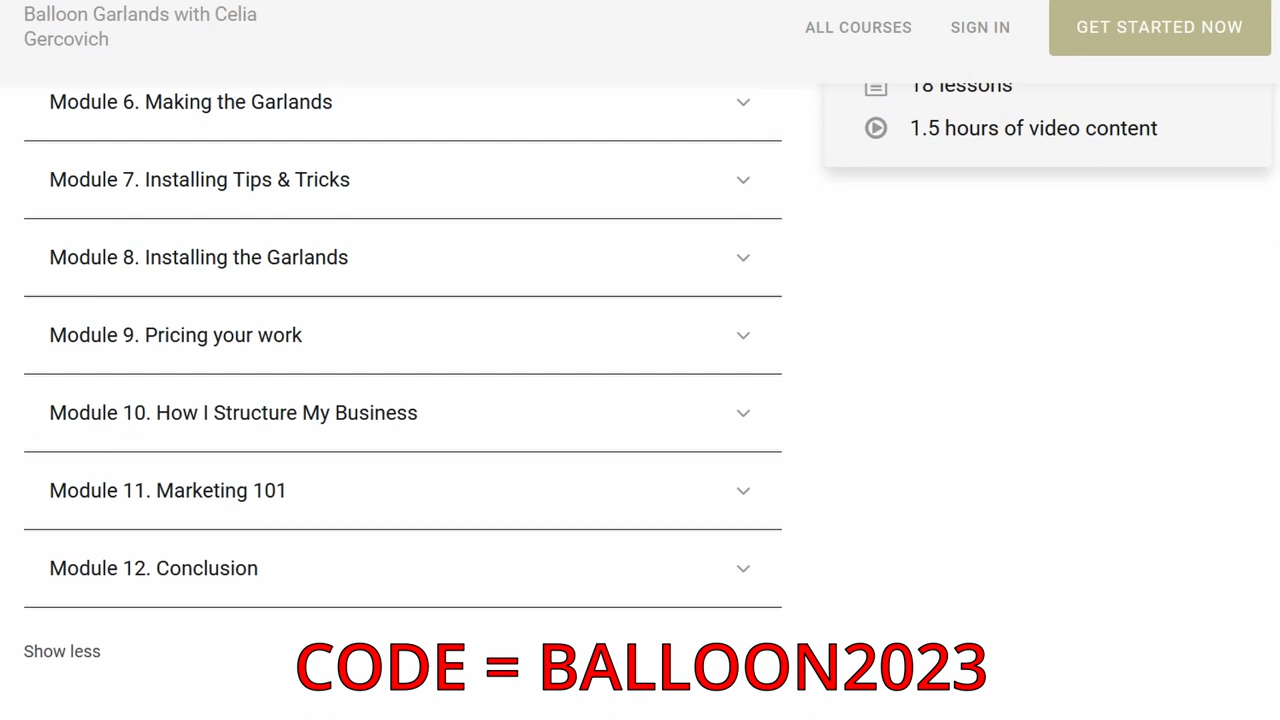 Balloon Garlands with Celia
Gercovich
ALL COURSES
SIGN IN
GET STARTED NOW
Module 6. Making the Garlands
18 lessons
1.5 hours of video content
Module 7. Installing Tips & Tricks
Module 8. Installing the Garlands
Module 9. Pricing your work
Module 10. How I Structure My Business
Module 11. Marketing 101
Module 12. Conclusion
Show less
CODE = BALLOON2023